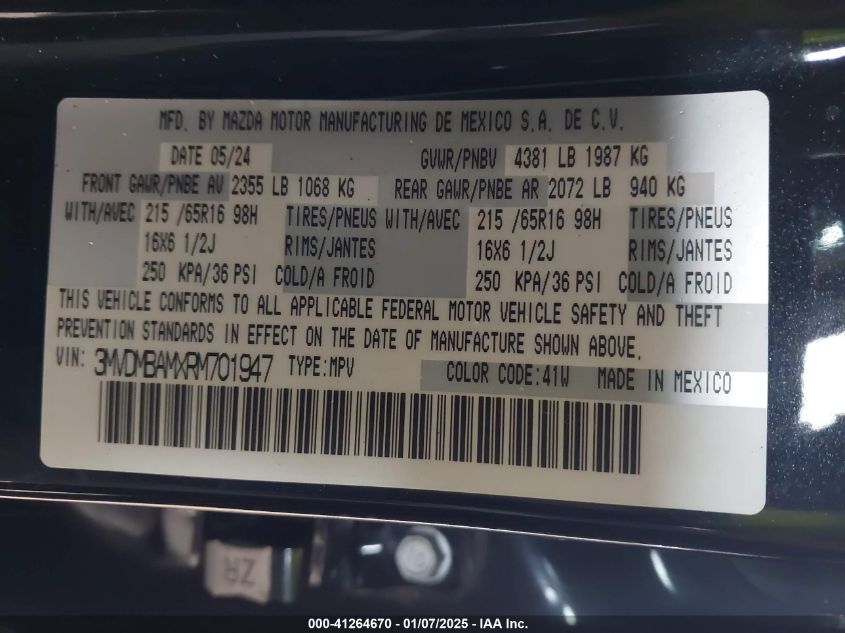 MFD. BY MAZDA MOTOR MANUFACTURING DE MEXICO S.A. DE C.V.
DATE 05/24 GVWR/PNBV 4381 LB 1987 KG
FRONT GAWR/PNBE AV 2355 LB 1068 KG REAR GAWR/PNBE AR 2072 LB 940 KG
WITH/AVEC 215 /65R16 98H TIRES/PNEUS WITH/AVEC 215 /65R16 98H TIRES/PNEUS
16X6 1/2J RIMS/JANTES 16X6 1/2J RIMS/JANTES
250 KPA/36 PSI COLD/A FROID 250 KPA/36 PSI COLD/A FROID
THIS VEHICLE CONFORMS TO ALL APPLICABLE FEDERAL MOTOR VEHICLE SAFETY AND THEFT
PREVENTION STANDARDS IN EFFECT ON THE DATE OF MANUFACTURE SHOWN ABOVE.
VIN: 3MVDMBAMXRM701947 TYPE:MPV COLOR CODE:41W MADE IN MEXICO
ZR
000-41264670 - 01/07/2025 - IAA Inc.